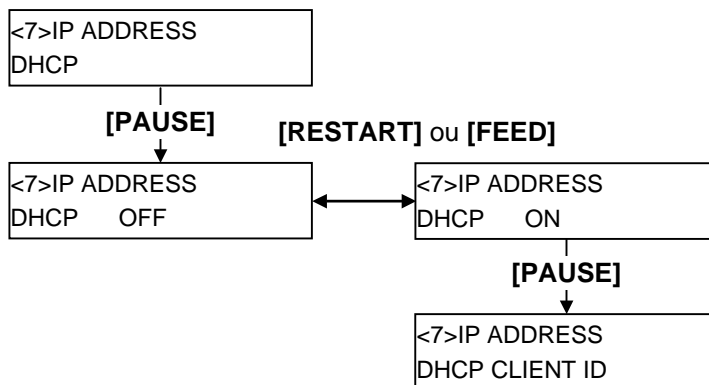 <7>IP ADDRESS
DHCP
[PAUSE]
[RESTART] ou [FEED]
<7>IP ADDRESS
DHCP OFF
<7>IP ADDRESS
DHCP ON
[PAUSE]
<7>IP ADDRESS
DHCP CLIENT ID